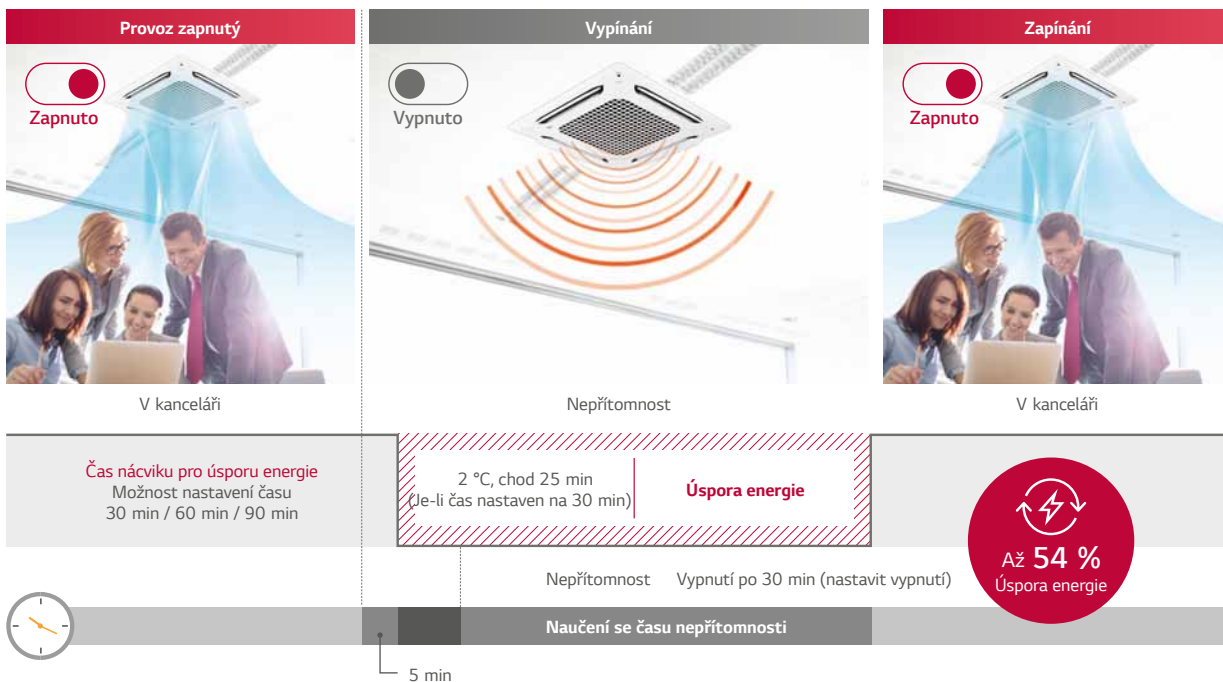 Provoz zapnutý
Vypínání
Zapínání
Zapnuto
Vypnuto
Zapnuto
V kanceláři
Nepřítomnost
V kanceláři
Čas nácviku pro úsporu energie
Možnost nastavení času
30 min / 60 min / 90 min
2 °C, chod 25 min
(Je-li čas nastaven na 30 min)
Úspora energie
Až 54 %
Úspora energie
Nepřítomnost
Vypnutí po 30 min (nastavit vypnutí)
Naučení se času nepřítomnosti
5 min